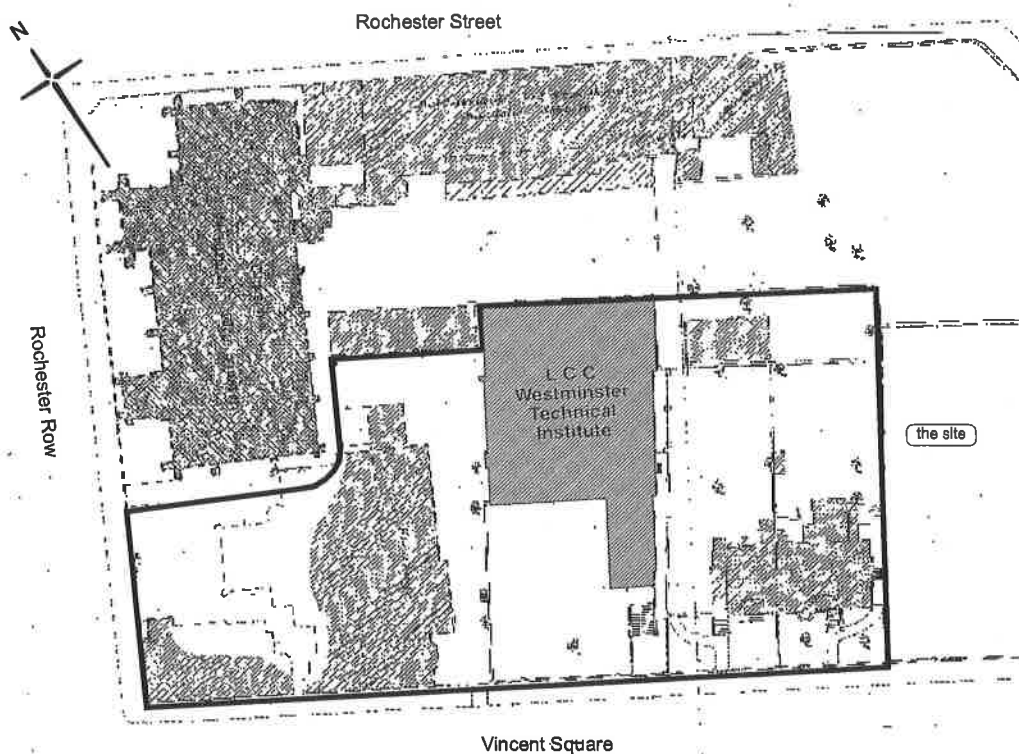 Rochester Street
N
Rochester Row
L C C
Westminster
Technical
Institute
the site
Vincent Square